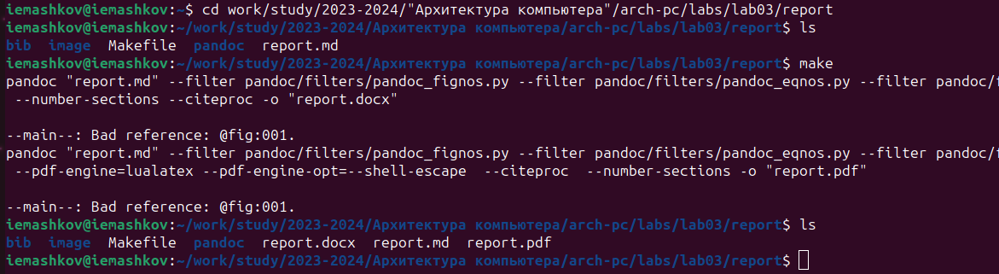 iemashkov@iemashkov:~$ cd work/study/2023-2024/"Архитектура компьютера"/arch-pc/labs/lab03/report
iemashkov@iemashkov:~/work/study/2023-2024/Архитектура компьютера/arch-pc/labs/lab03/report$ ls
bib  image  Makefile  pandoc  report.md
iemashkov@iemashkov:~/work/study/2023-2024/Архитектура компьютера/arch-pc/labs/lab03/report$ make
pandoc "report.md" --filter pandoc/filters/pandoc_fignos.py --filter pandoc/filters/pandoc_eqnos.py --filter pandoc/f
 --number-sections --citeproc -o "report.docx"
--main--: Bad reference: @fig:001.
pandoc "report.md" --filter pandoc/filters/pandoc_fignos.py --filter pandoc/filters/pandoc_eqnos.py --filter pandoc/f
 --pdf-engine=lualatex --pdf-engine-opt=--shell-escape  --citeproc  --number-sections -o "report.pdf"
--main--: Bad reference: @fig:001.
iemashkov@iemashkov:~/work/study/2023-2024/Архитектура компьютера/arch-pc/labs/lab03/report$ ls
bib  image  Makefile  pandoc  report.docx  report.md  report.pdf
iemashkov@iemashkov:~/work/study/2023-2024/Архитектура компьютера/arch-pc/labs/lab03/report$